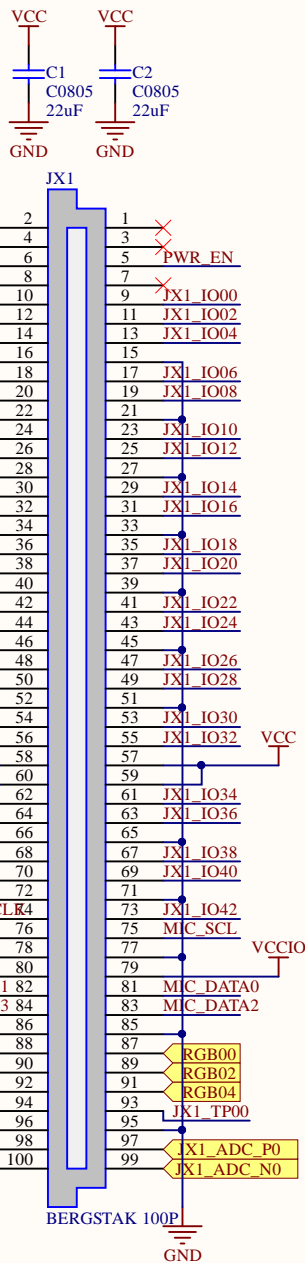 VCC VCC
C1 C2
C0805 C0805
22uF 22uF
GND GND
JX1
2 1
4 3
6 5 PWR_EN
8 7
10 9 JX1_IO00
12 11 JX1_IO02
14 13 JX1_IO04
16 15
18 17 JX1_IO06
20 19 JX1_IO08
22 21
24 23 JX1_IO10
26 25 JX1_IO12
28 27
30 29 JX1_IO14
32 31 JX1_IO16
34 33
36 35 JX1_IO18
38 37 JX1_IO20
40 39
42 41 JX1_IO22
44 43 JX1_IO24
46 45
48 47 JX1_IO26
50 49 JX1_IO28
52 51
54 53 JX1_IO30
56 55 JX1_IO32
58 57 VCC
60 59
62 61 JX1_IO34
64 63 JX1_IO36
66 65
68 67 JX1_IO38
70 69 JX1_IO40
72 71
CLK 74 73 JX1_IO42
76 75 MIC_SCL
78 77
80 79 VCCIO
1 82 81 MIC_DATA0
3 84 83 MIC_DATA2
86 85
88 87 RGB00
90 89 RGB02
92 91 RGB04
94 93 JX1_TP00
96 95
98 97 JX1_ADC_P0
100 99 JX1_ADC_N0
BERGSTAK 100P
GND